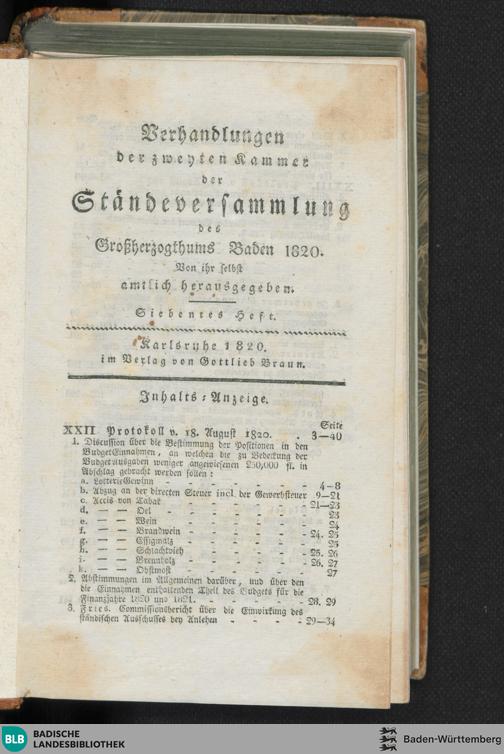 Verhandlungen
der zweyten Kammer
der
Ständeversammlung
des
Großherzogthums Baden 1820.
Von ihr selbst
amtlich herausgegeben.
Siebentes Heft.
Karlsruhe 1820.
im Verlag von Gottlieb Braun.
Inhalts-Anzeige.
Seite
XXII Protokoll v. 18. August 1820. . 3—40
1. Discussion über die Bestimmung der Positionen in den
Budget Einnahmen, an welchen die zu Bedeckung der
Budgetausgaben weniger angewiesenen 250,000 fl. in
Abschlag gebracht werden sollen:
a. Lotterie Gewinn - - - - - 4—8
b. Abzug an der directen Steuer incl. der Gewerbsteuer 9—21
c. Accis von Tabak - - - - - 21—23
d. — — Oel - - - - - 23
e. — — Wein - - - - - 24
f. — — Brandwein - - - - - 24. 25
g. — — Essigmalz - - - - - 25
h. — — Schlachtvieh - - - - - 25. 26
i. — — Brennholz - - - - - 26. 27
k. — — Obstmost - - - - - 27
2. Abstimmungen im Allgemeinen darüber, und über den
die Einnahmen enthaltenden Theil des Budgets für die
Finanzjahre 1820 und 1821. - - - - - 28. 29
3. Fries. Commissionsbericht über die Einwirkung des
ständischen Ausschusses bey Anlehen - - - - 29—34
BLB
BADISCHE
LANDESBIBLIOTHEK
Baden-Württemberg